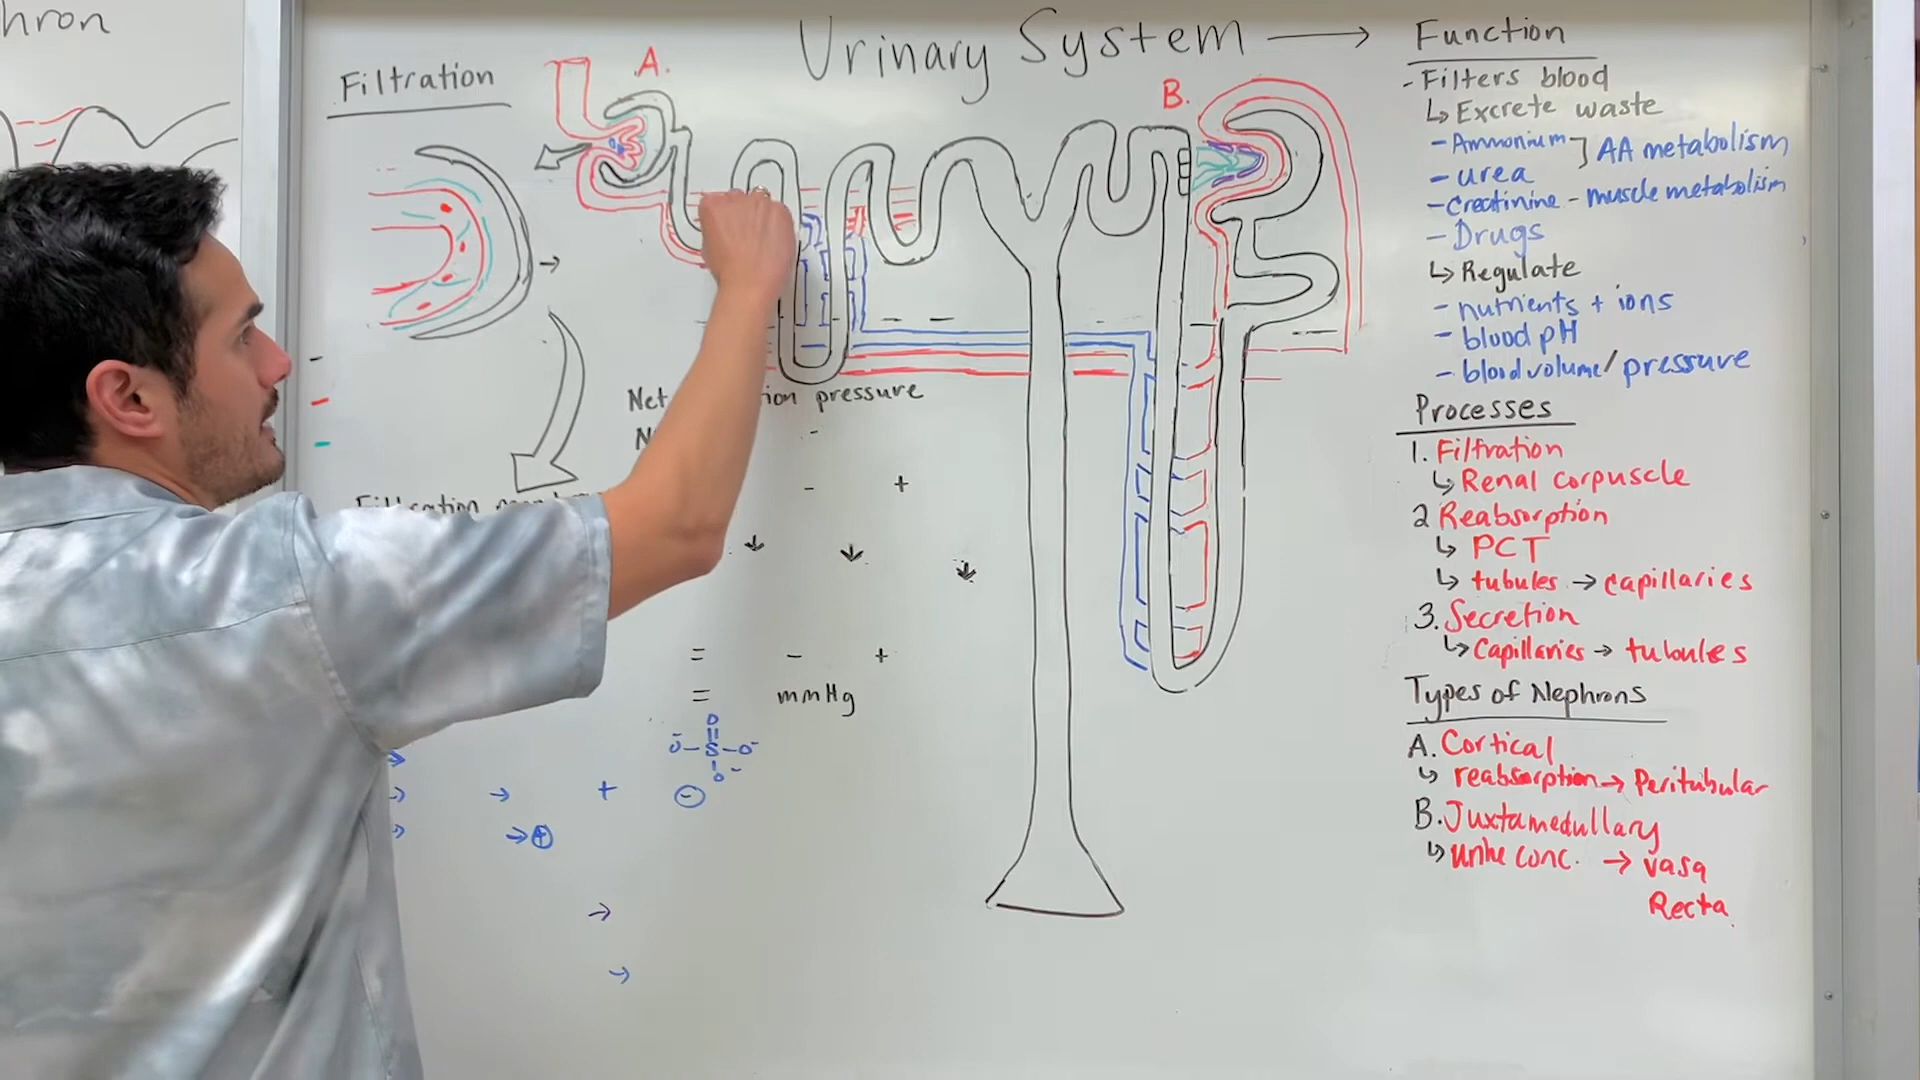 hron
Urinary System →
Filtration
A.
B.
Net
ion pressure
N
-
- +
= - +
= mmHg
O
O⁻ - S - O⁻
O⁻
→ → + ⊖
→ → ⊕
→
→
Function
- Filters blood
↳ Excrete waste
- Ammonium ] AA metabolism
- urea
- Creatinine - muscle metabolism
- Drugs
↳ Regulate
- nutrients + ions
- blood pH
- blood volume / pressure
Processes
1. Filtration
↳ Renal corpuscle
2 Reabsorption
↳ PCT
↳ tubules → capillaries
3. Secretion
↳ Capillaries → tubules
Types of Nephrons
A. Cortical
↳ reabsorption → Peritubular
B. Juxtamedullary
↳ conc. → vasa
Recta